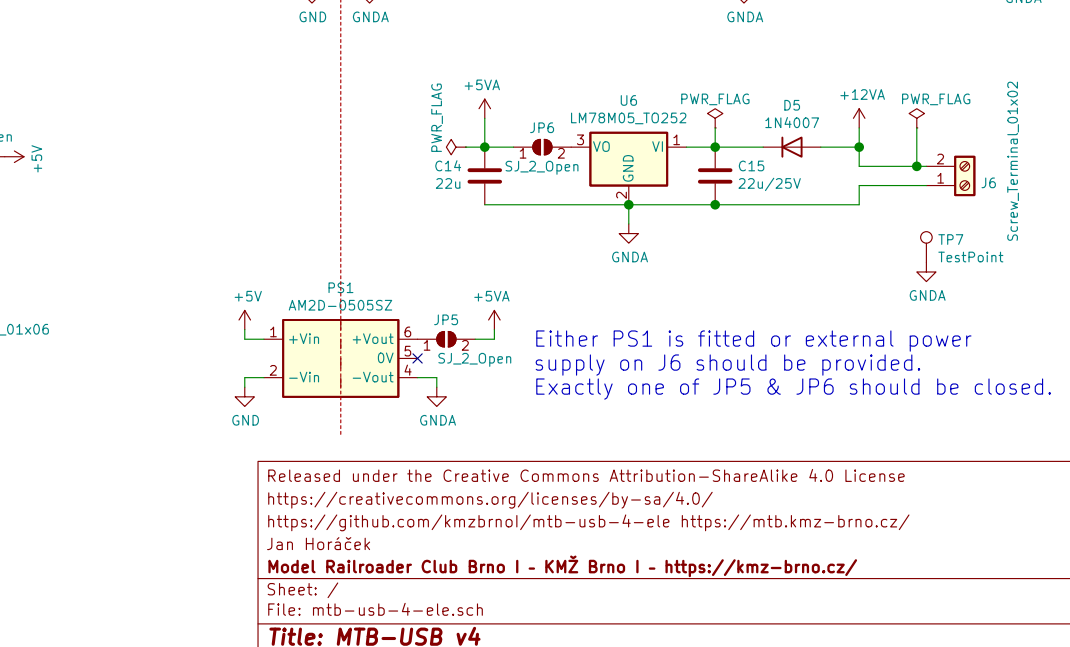 GND
GNDA
GNDA
GNDA
+5V
_01x06
PWR_FLAG
+5VA
JP6
1
2
SJ_2_Open
C14
22u
U6
LM78M05_TO252
3
VO
VI
1
GND
2
GNDA
PWR_FLAG
C15
22u/25V
D5
1N4007
+12VA
PWR_FLAG
2
1
J6
Screw_Terminal_01x02
TP7
TestPoint
GNDA
PS1
AM2D-0505SZ
+5V
1
+Vin
+Vout
6
0V
5
2
-Vin
-Vout
4
GND
GNDA
JP5
1
2
SJ_2_Open
+5VA
Either PS1 is fitted or external power
supply on J6 should be provided.
Exactly one of JP5 & JP6 should be closed.
Released under the Creative Commons Attribution-ShareAlike 4.0 License
https://creativecommons.org/licenses/by-sa/4.0/
https://github.com/kmzbrnoI/mtb-usb-4-ele https://mtb.kmz-brno.cz/
Jan Horáček
Model Railroader Club Brno I - KMŽ Brno I - https://kmz-brno.cz/
Sheet: /
File: mtb-usb-4-ele.sch
Title: MTB-USB v4